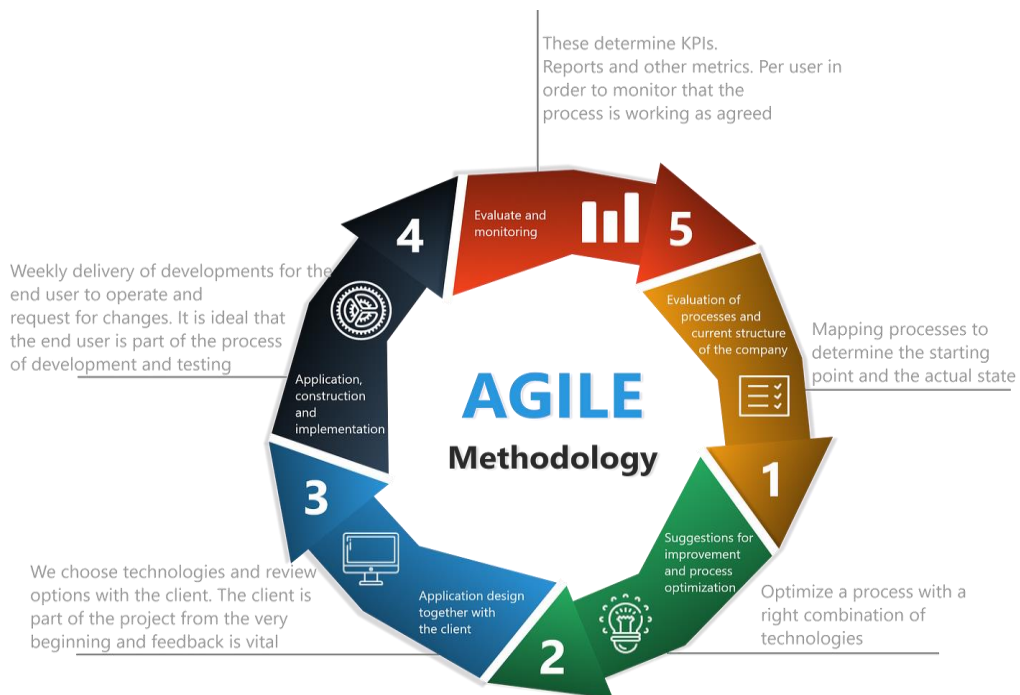 These determine KPIs.
Reports and other metrics. Per user in
order to monitor that the
process is working as agreed
Evaluate and
monitoring
5
Evaluation of
processes and
current structure
of the company
1
Mapping processes to
determine the starting
point and the actual state
Suggestions for
improvement
and process
optimization
2
Optimize a process with a
right combination of
technologies
Application design
together with
the client
3
We choose technologies and review
options with the client. The client is
part of the project from the very
beginning and feedback is vital
Application,
construction
and
implementation
4
Weekly delivery of developments for the
end user to operate and
request for changes. It is ideal that
the end user is part of the process
of development and testing
AGILE
Methodology